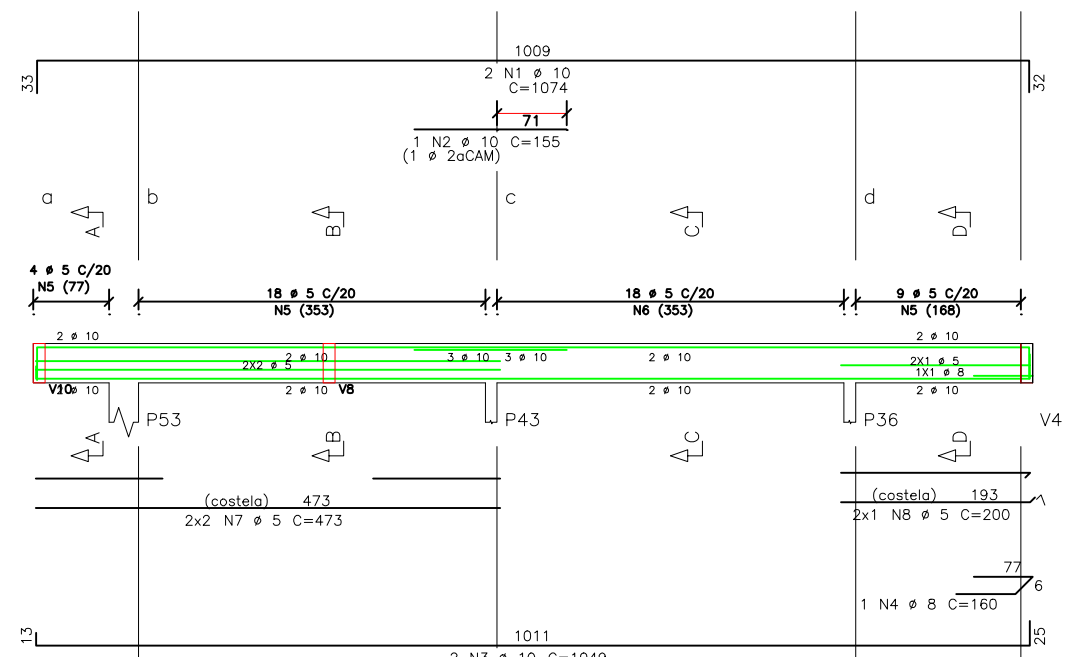 1009
33
2 N1 ø 10
C=1074
32
71
1 N2 ø 10 C=155
(1 ø 2aCAM)
a
b
c
d
A
B
C
D
4 ø 5 C/20
N5 (77)
18 ø 5 C/20
N5 (353)
18 ø 5 C/20
N6 (353)
9 ø 5 C/20
N5 (168)
2 ø 10
2 ø 10
2 ø 10
3 ø 10
3 ø 10
2 ø 10
2X2 ø 5
2X1 ø 5
1X1 ø 8
V10
ø 10
2 ø 10
V8
2 ø 10
2 ø 10
P53
P43
P36
V4
A
B
C
D
(costela) 473
2x2 N7 ø 5 C=473
(costela) 193
2x1 N8 ø 5 C=200
77
6
1 N4 ø 8 C=160
13
1011
25
2 N3 ø 10 C=1049